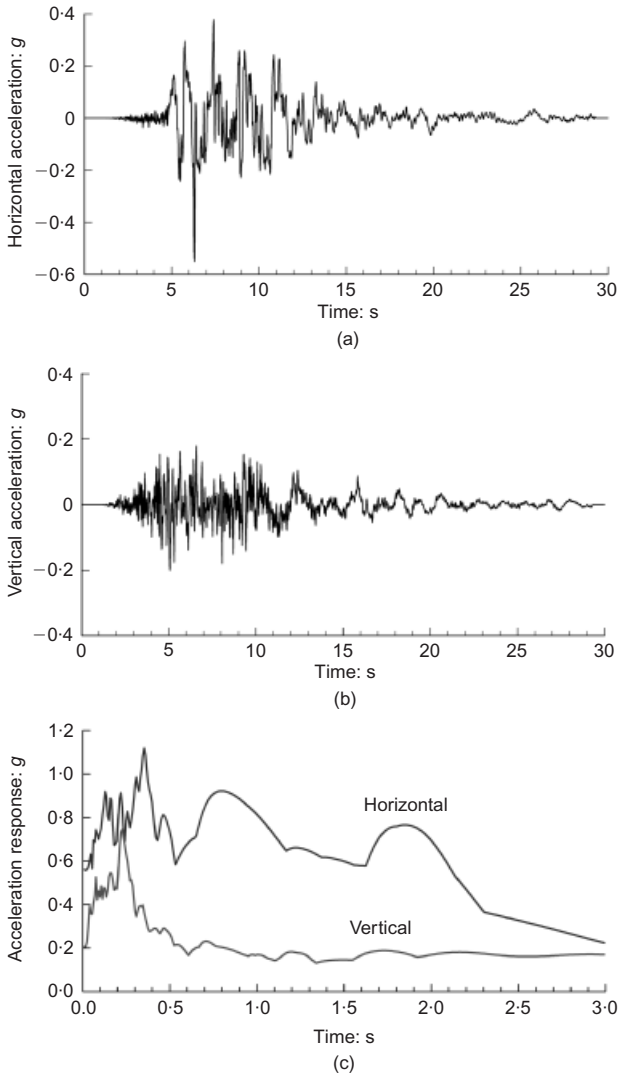 Horizontal acceleration: g
0·4
0·2
0
−0·2
−0·4
−0·6
0 5 10 15 20 25 30
Time: s
(a)
Vertical acceleration: g
0·4
0·2
0
−0·2
−0·4
0 5 10 15 20 25 30
Time: s
(b)
Acceleration response: g
1·2
1·0
0·8
0·6
0·4
0·2
0·0
Horizontal
Vertical
0·0 0·5 1·0 1·5 2·0 2·5 3·0
Time: s
(c)